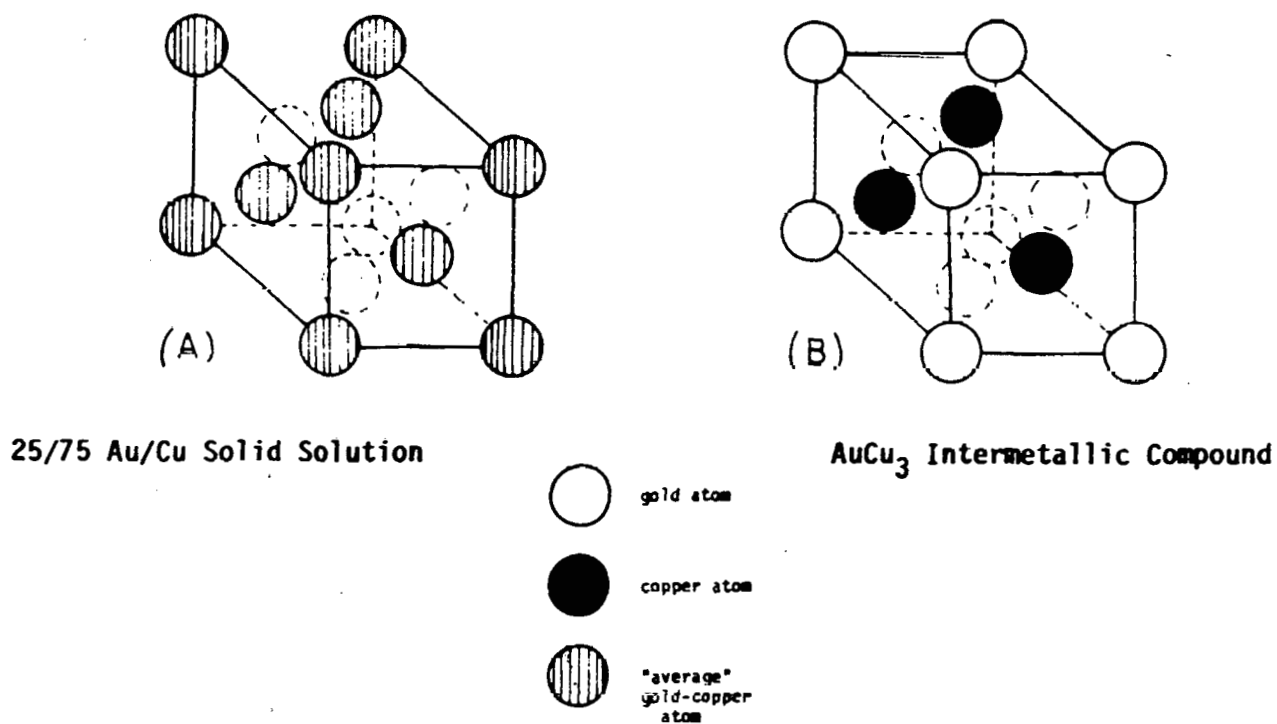 (A)
(B)
25/75 Au/Cu Solid Solution
AuCu₃ Intermetallic Compound
gold atom
copper atom
"average"
gold-copper
atom